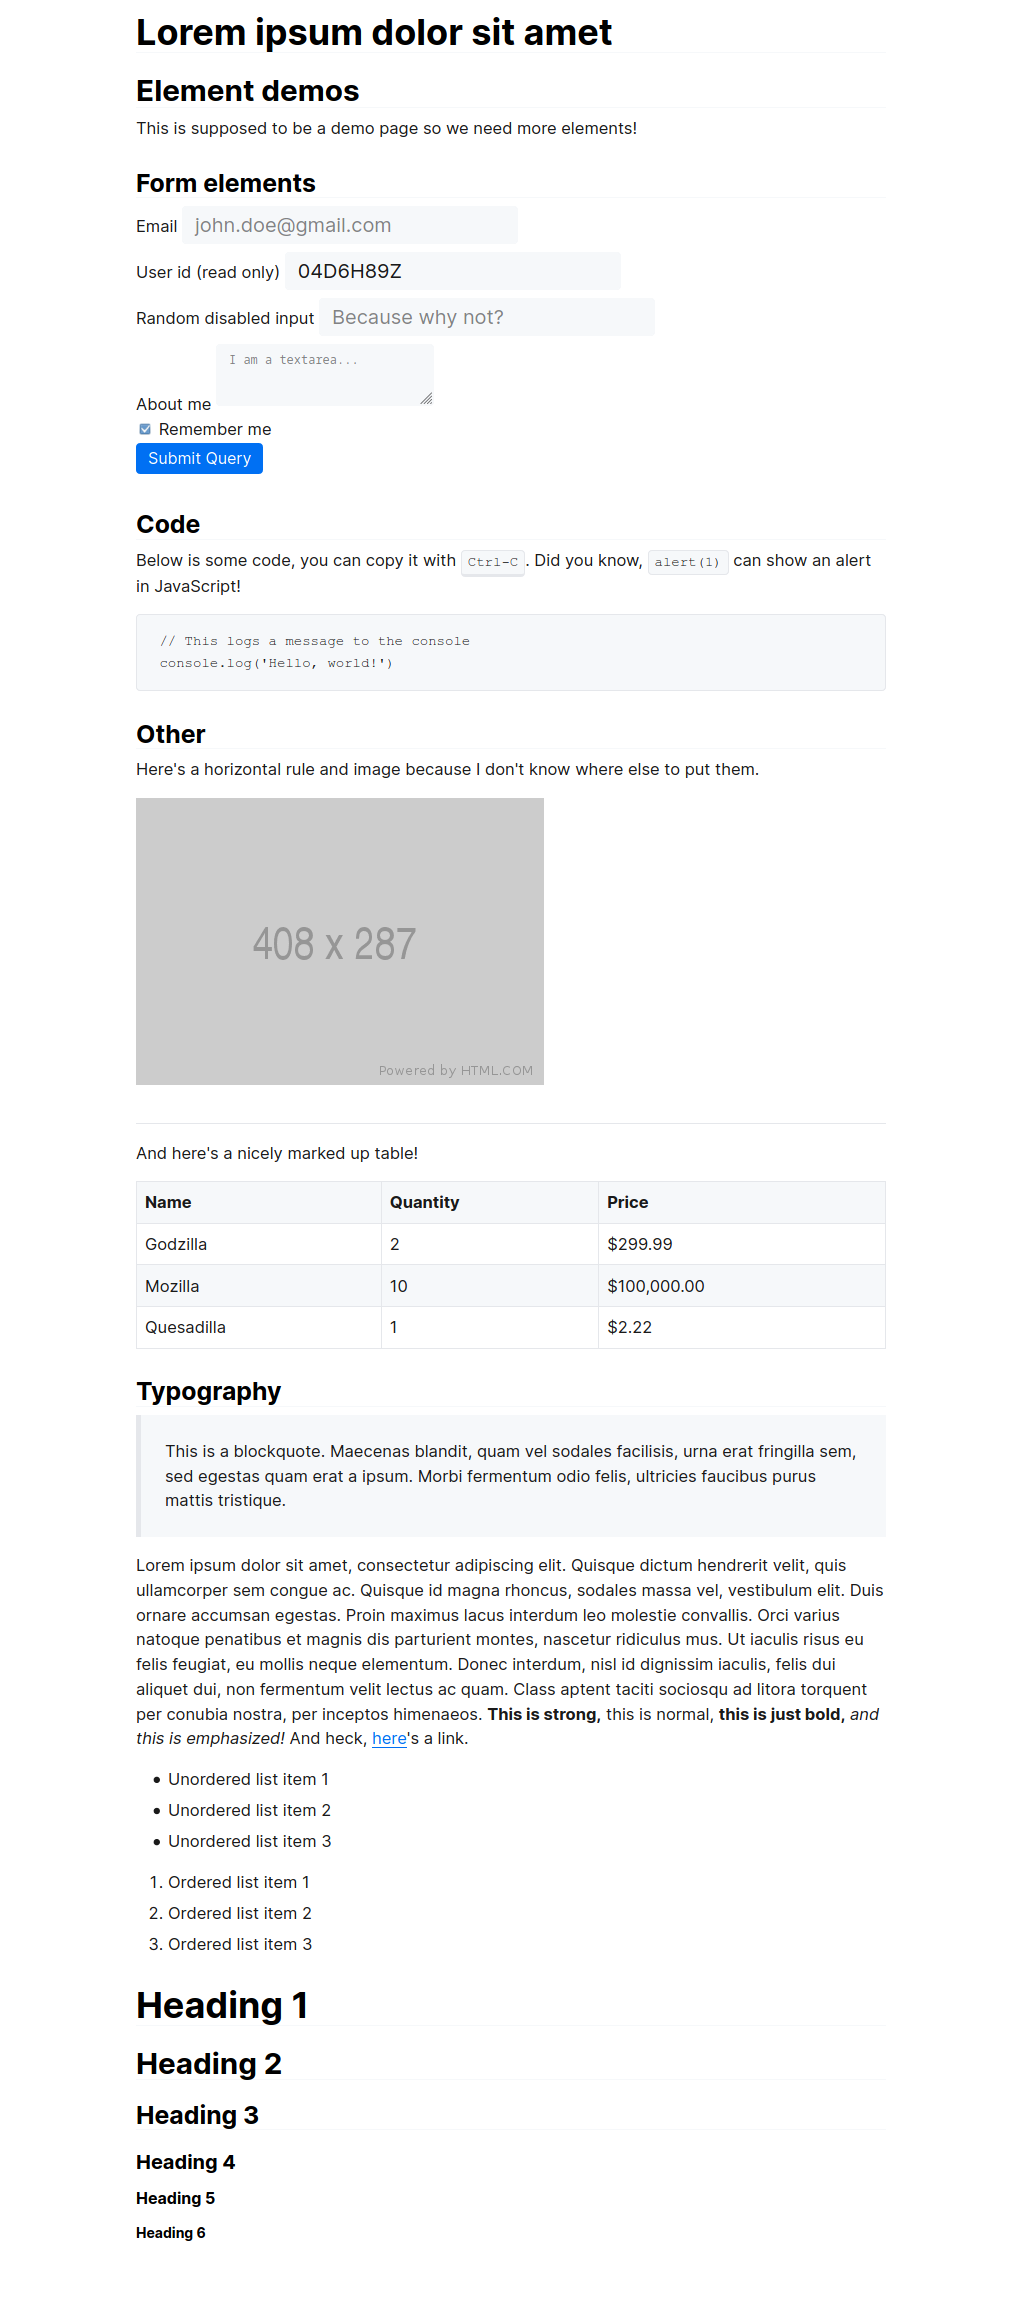 Lorem ipsum dolor sit amet
Element demos
This is supposed to be a demo page so we need more elements!
Form elements
Email john.doe@gmail.com
User id (read only) 04D6H89Z
Random disabled input Because why not?
I am a textarea...
About me
Remember me
Submit Query
Code
Below is some code, you can copy it with Ctrl-C. Did you know, alert(1) can show an alert
in JavaScript!
// This logs a message to the console
console.log('Hello, world!')
Other
Here's a horizontal rule and image because I don't know where else to put them.
408 x 287
Powered by HTML.COM
And here's a nicely marked up table!
Name Quantity Price
Godzilla 2 $299.99
Mozilla 10 $100,000.00
Quesadilla 1 $2.22
Typography
This is a blockquote. Maecenas blandit, quam vel sodales facilisis, urna erat fringilla sem,
sed egestas quam erat a ipsum. Morbi fermentum odio felis, ultricies faucibus purus
mattis tristique.
Lorem ipsum dolor sit amet, consectetur adipiscing elit. Quisque dictum hendrerit velit, quis
ullamcorper sem congue ac. Quisque id magna rhoncus, sodales massa vel, vestibulum elit. Duis
ornare accumsan egestas. Proin maximus lacus interdum leo molestie convallis. Orci varius
natoque penatibus et magnis dis parturient montes, nascetur ridiculus mus. Ut iaculis risus eu
felis feugiat, eu mollis neque elementum. Donec interdum, nisl id dignissim iaculis, felis dui
aliquet dui, non fermentum velit lectus ac quam. Class aptent taciti sociosqu ad litora torquent
per conubia nostra, per inceptos himenaeos. This is strong, this is normal, this is just bold, and
this is emphasized! And heck, here's a link.
• Unordered list item 1
• Unordered list item 2
• Unordered list item 3
1. Ordered list item 1
2. Ordered list item 2
3. Ordered list item 3
Heading 1
Heading 2
Heading 3
Heading 4
Heading 5
Heading 6